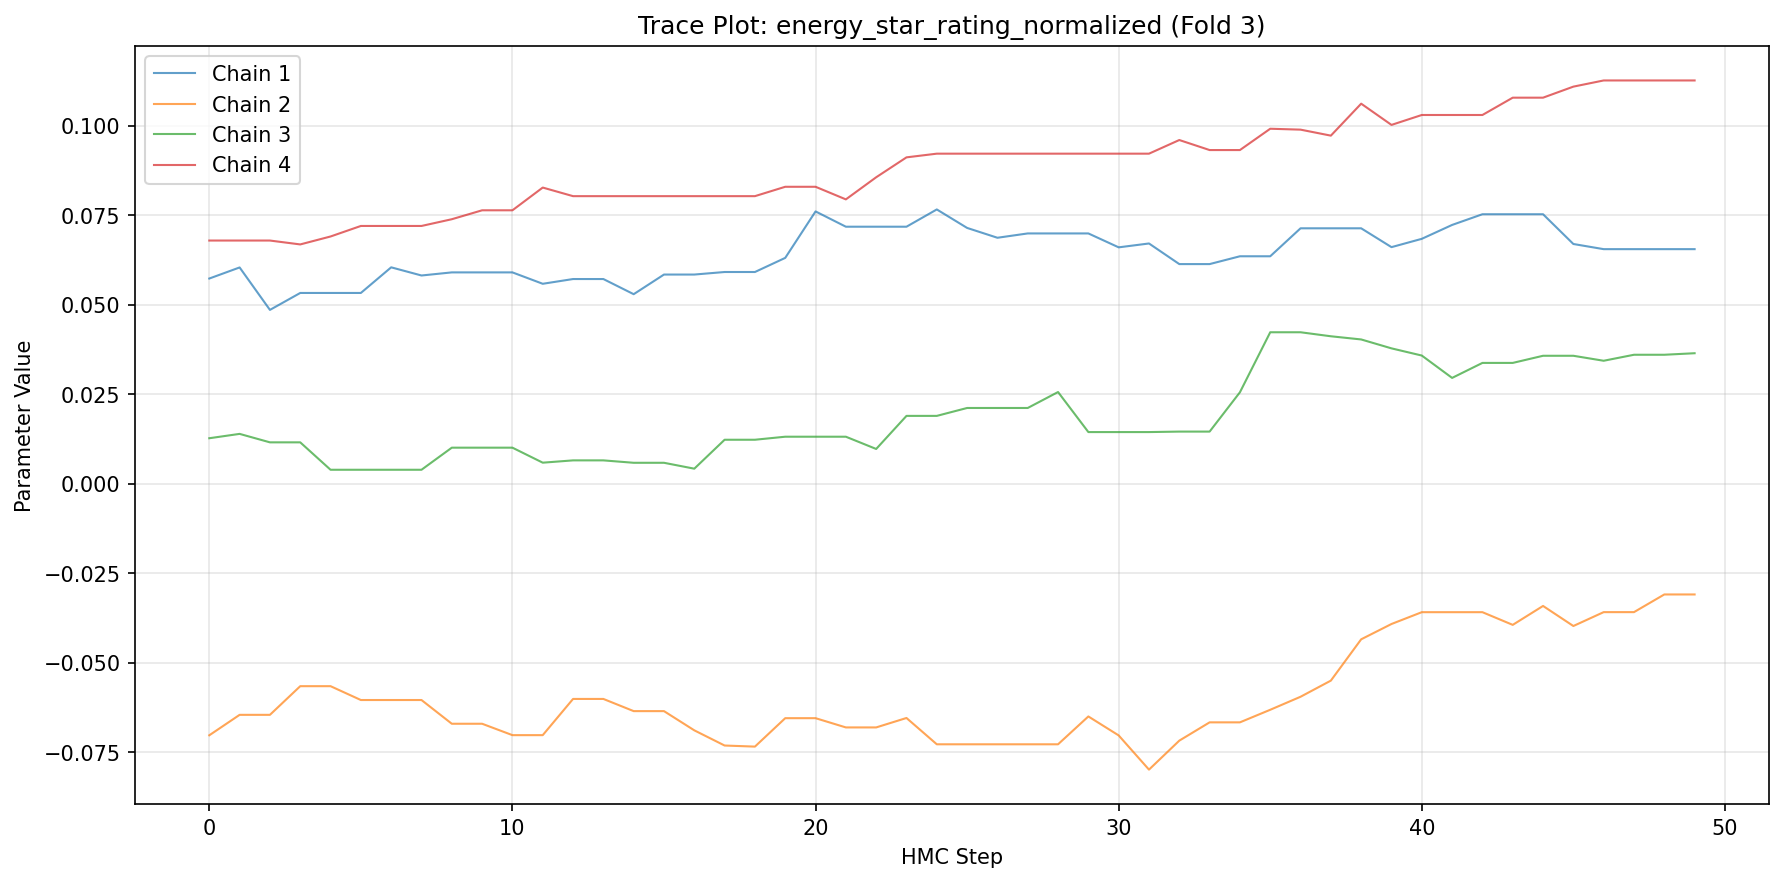 Trace Plot: energy_star_rating_normalized (Fold 3)
Chain 1
Chain 2
Chain 3
Chain 4
0.100
0.075
0.050
0.025
0.000
−0.025
−0.050
−0.075
Parameter Value
0 10 20 30 40 50
HMC Step